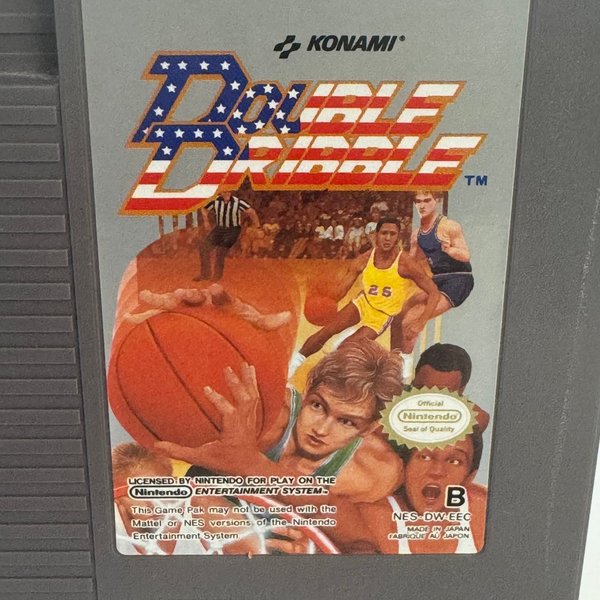 KONAMI®
DOUBLE
DRIBBLE
TM
25
Official
Nintendo
Seal of Quality
LICENSED BY NINTENDO FOR PLAY ON THE
Nintendo ENTERTAINMENT SYSTEM™
This Game Pak may not be used with the
Mattel or NES versions of the Nintendo
Entertainment System.
B
NES-DW-EEC
MADE IN JAPAN
FABRIQUÉ AU JAPON